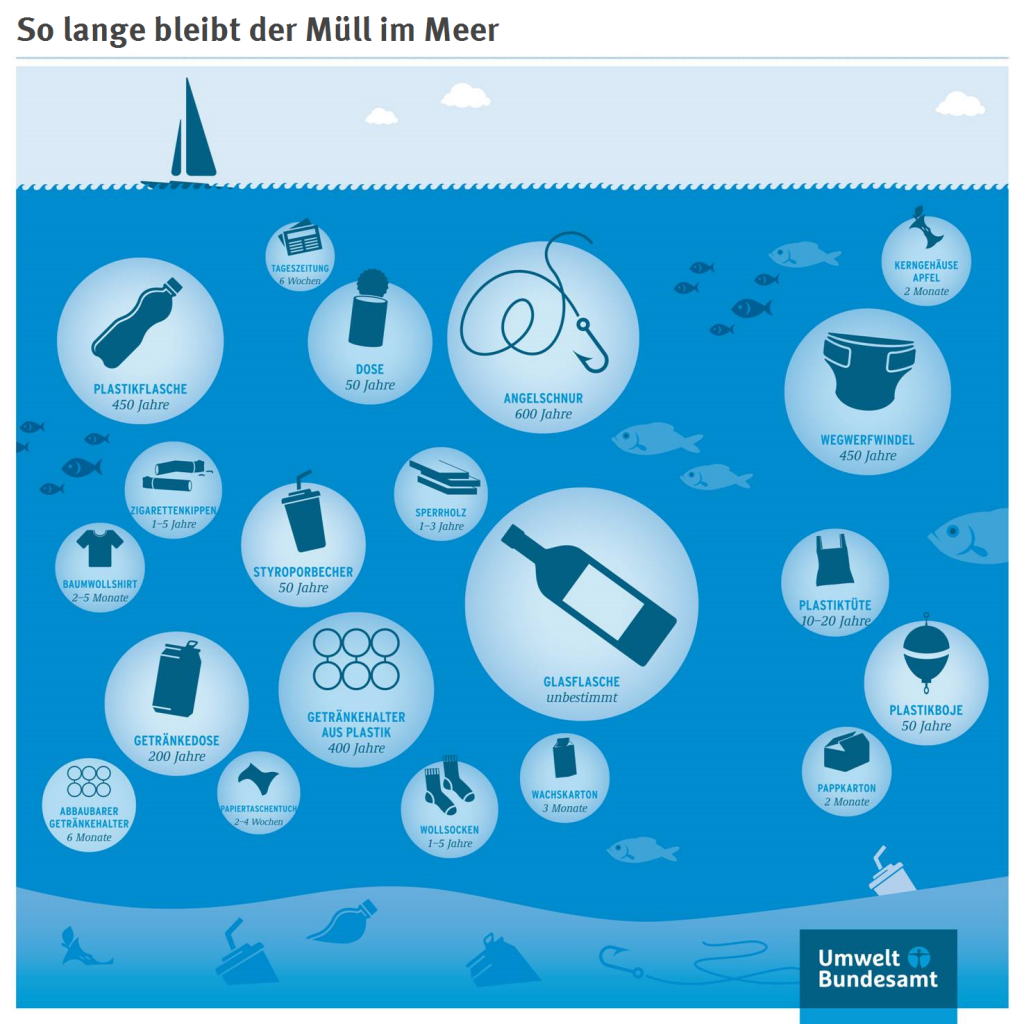 So lange bleibt der Müll im Meer
TAGESZEITUNG
6 Wochen
KERNGEHÄUSE
APFEL
2 Monate
PLASTIKFLASCHE
450 Jahre
DOSE
50 Jahre
ANGELSCHNUR
600 Jahre
WEGWERFWINDEL
450 Jahre
ZIGARETTENKIPPEN
1–5 Jahre
SPERRHOLZ
1–3 Jahre
BAUMWOLLSHIRT
2–5 Monate
STYROPORBECHER
50 Jahre
PLASTIKTÜTE
10–20 Jahre
GLASFLASCHE
unbestimmt
PLASTIKBOJE
50 Jahre
GETRÄNKEDOSE
200 Jahre
GETRÄNKEHALTER
AUS PLASTIK
400 Jahre
ABBAUBARER
GETRÄNKEHALTER
6 Monate
PAPIERTASCHENTUCH
2–4 Wochen
WOLLSOCKEN
1–5 Jahre
WACHSKARTON
3 Monate
PAPPKARTON
2 Monate
Umwelt
Bundesamt